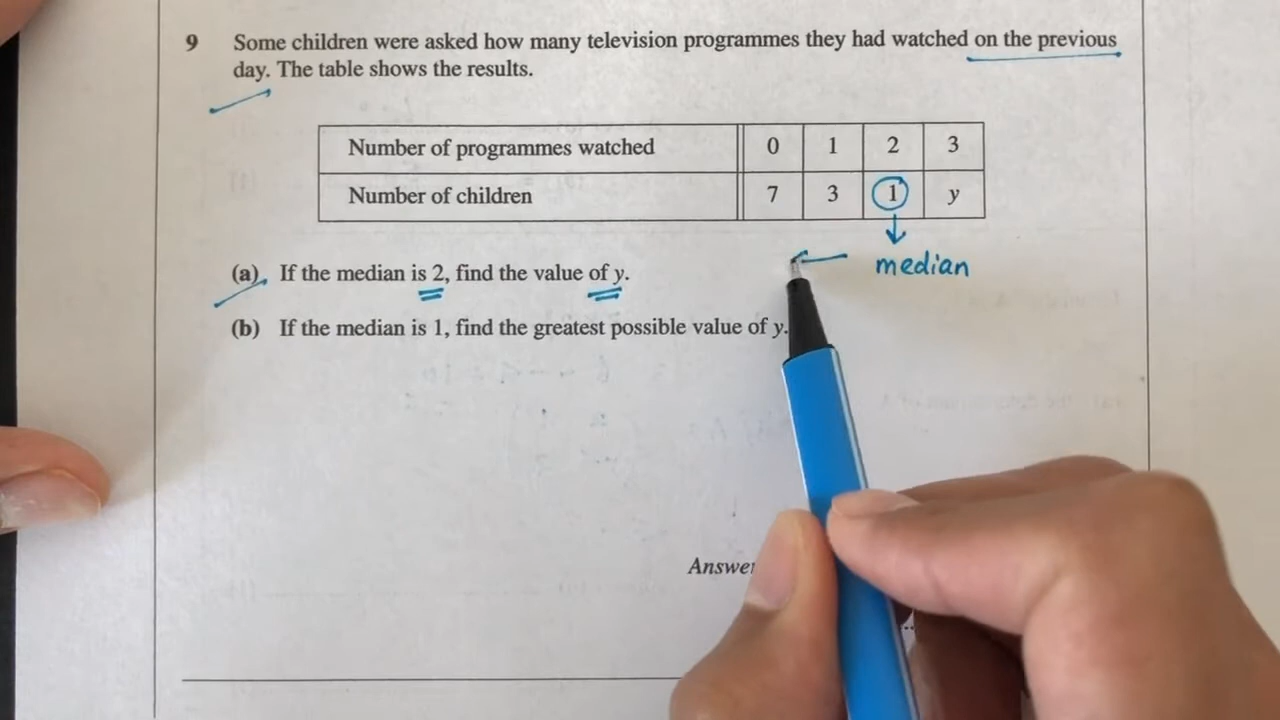 9 Some children were asked how many television programmes they had watched on the previous
day. The table shows the results.
Number of programmes watched 0 1 2 3
Number of children 7 3 1 y
median
(a) If the median is 2, find the value of y.
(b) If the median is 1, find the greatest possible value of y.
Answer